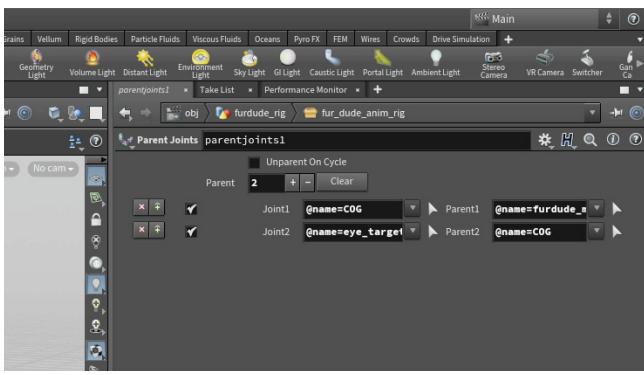 Main
Grains Vellum Rigid Bodies Particle Fluids Viscous Fluids Oceans Pyro FX FEM Wires Crowds Drive Simulation +
Geometry Light Volume Light Distant Light Environment Light Sky Light GI Light Caustic Light Portal Light Ambient Light Stereo Camera VR Camera Switcher
parentjoints1 × Take List × Performance Monitor × +
obj furdude_rig fur_dude_anim_rig
Parent Joints parentjoints1
No cam
Unparent On Cycle
Parent 2 + - Clear
Joint1 @name=COG Parent1 @name=furdude_
Joint2 @name=eye_target Parent2 @name=COG